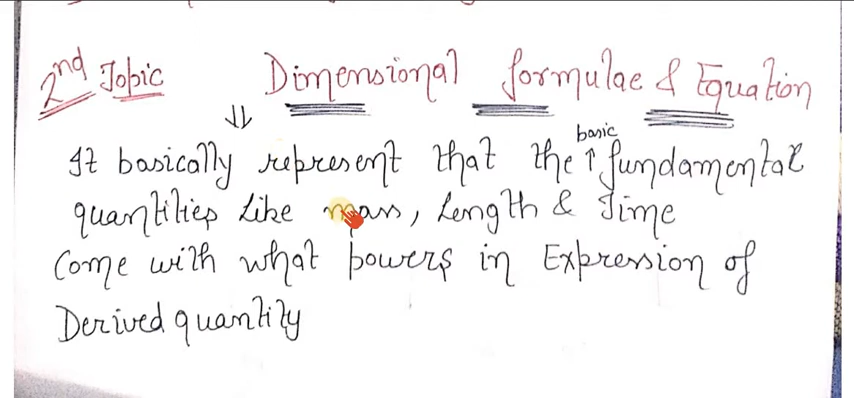 2nd Topic Dimensional formulae & Equation
It basically represent that the basic fundamental
quantities like mass, Length & Time
Come with what powers in Expression of
Derived quantity